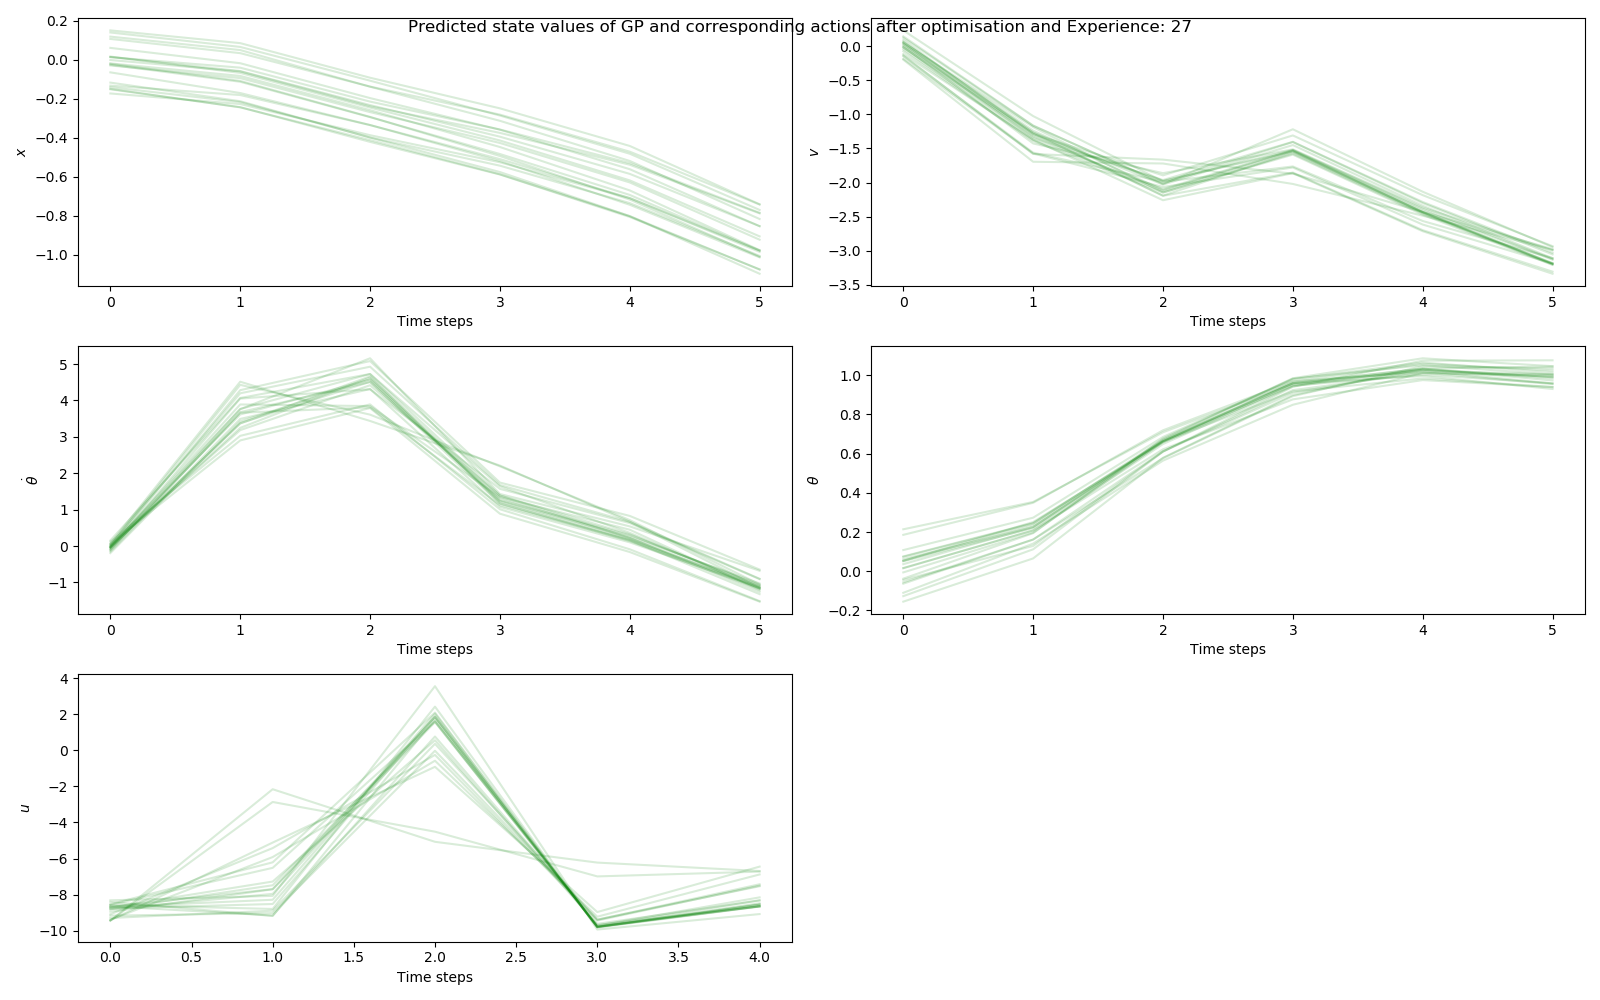 Predicted state values of GP and corresponding actions after optimisation and Experience: 27
0.2
0.0
−0.2
−0.4
−0.6
−0.8
−1.0
x
0 1 2 3 4 5
Time steps
0.0
−0.5
−1.0
−1.5
−2.0
−2.5
−3.0
−3.5
v
0 1 2 3 4 5
Time steps
5
4
3
2
1
0
−1
θ̇
0 1 2 3 4 5
Time steps
1.0
0.8
0.6
0.4
0.2
0.0
−0.2
θ
0 1 2 3 4 5
Time steps
4
2
0
−2
−4
−6
−8
−10
u
0.0 0.5 1.0 1.5 2.0 2.5 3.0 3.5 4.0
Time steps